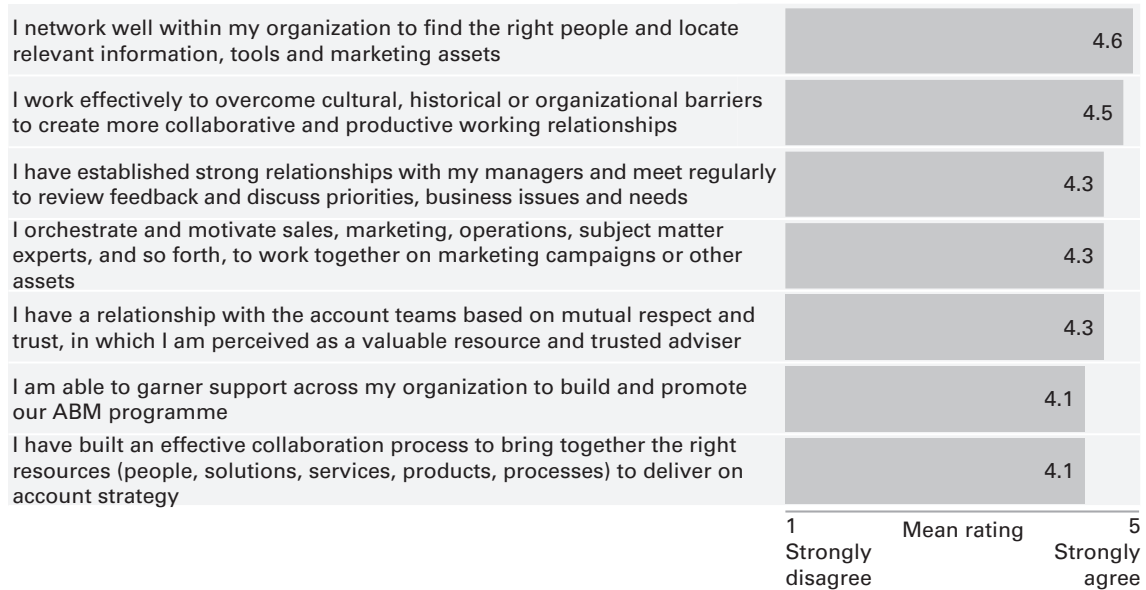 I network well within my organization to find the right people and locate
relevant information, tools and marketing assets
4.6
I work effectively to overcome cultural, historical or organizational barriers
to create more collaborative and productive working relationships
4.5
I have established strong relationships with my managers and meet regularly
to review feedback and discuss priorities, business issues and needs
4.3
I orchestrate and motivate sales, marketing, operations, subject matter
experts, and so forth, to work together on marketing campaigns or other
assets
4.3
I have a relationship with the account teams based on mutual respect and
trust, in which I am perceived as a valuable resource and trusted adviser
4.3
I am able to garner support across my organization to build and promote
our ABM programme
4.1
I have built an effective collaboration process to bring together the right
resources (people, solutions, services, products, processes) to deliver on
account strategy
4.1
1 Mean rating 5
Strongly Strongly
disagree agree